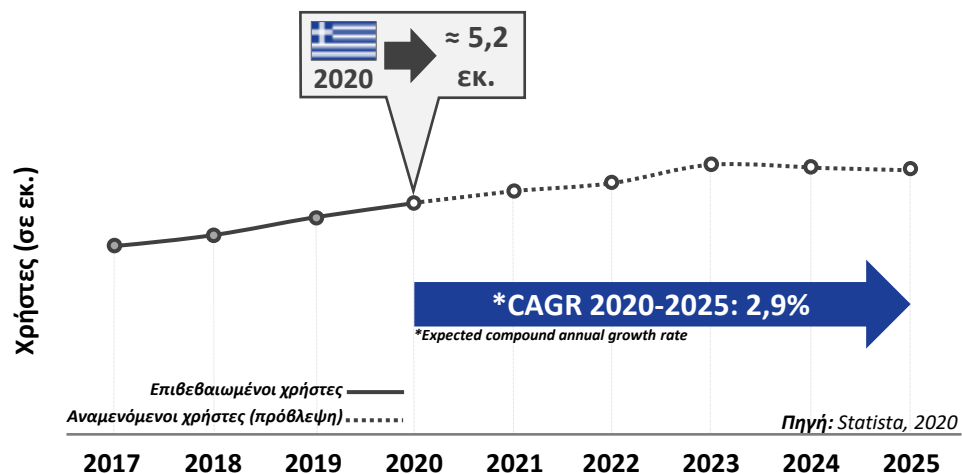 ≈ 5,2
2020
εκ.
Χρήστες (σε εκ.)
*CAGR 2020-2025: 2,9%
*Expected compound annual growth rate
Επιβεβαιωμένοι χρήστες
Αναμενόμενοι χρήστες (πρόβλεψη)
Πηγή: Statista, 2020
2017 2018 2019 2020 2021 2022 2023 2024 2025